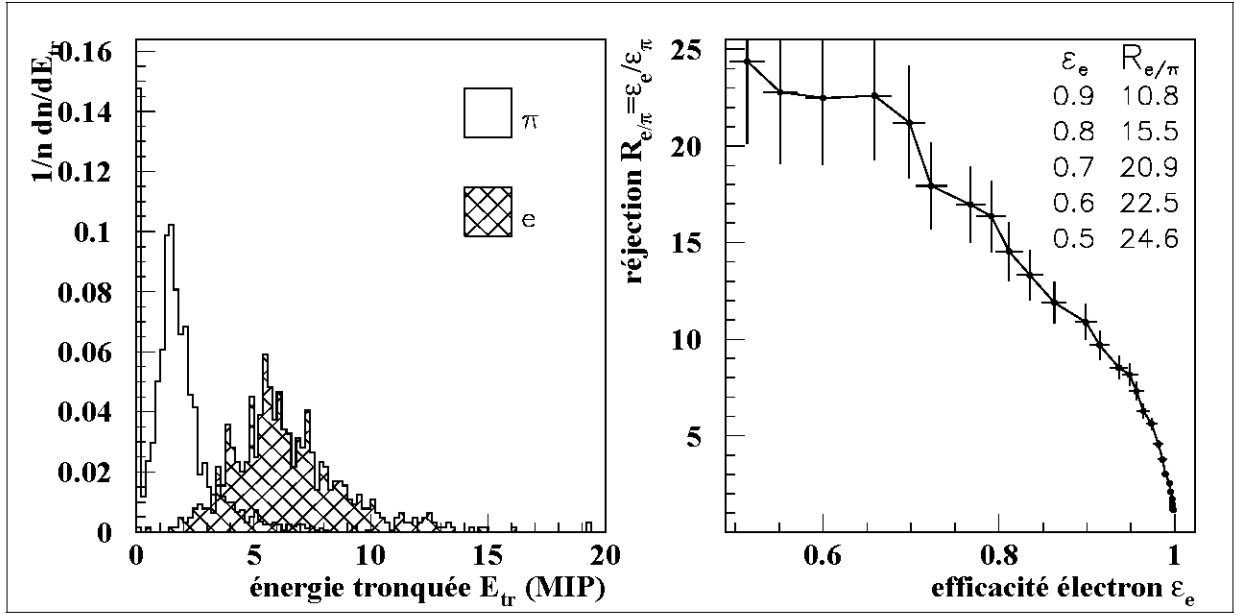 1/n dn/dE_tr
0.16
0.14
0.12
0.1
0.08
0.06
0.04
0.02
0
π
e
0 5 10 15 20
énergie tronquée E_tr (MIP)
réjection R_e/π=ε_e/ε_π
25
20
15
10
5
ε_e R_e/π
0.9 10.8
0.8 15.5
0.7 20.9
0.6 22.5
0.5 24.6
0.6 0.8 1
efficacité électron ε_e